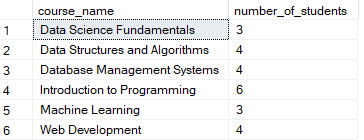 course_name number_of_students
1 Data Science Fundamentals 3
2 Data Structures and Algorithms 4
3 Database Management Systems 4
4 Introduction to Programming 6
5 Machine Learning 3
6 Web Development 4